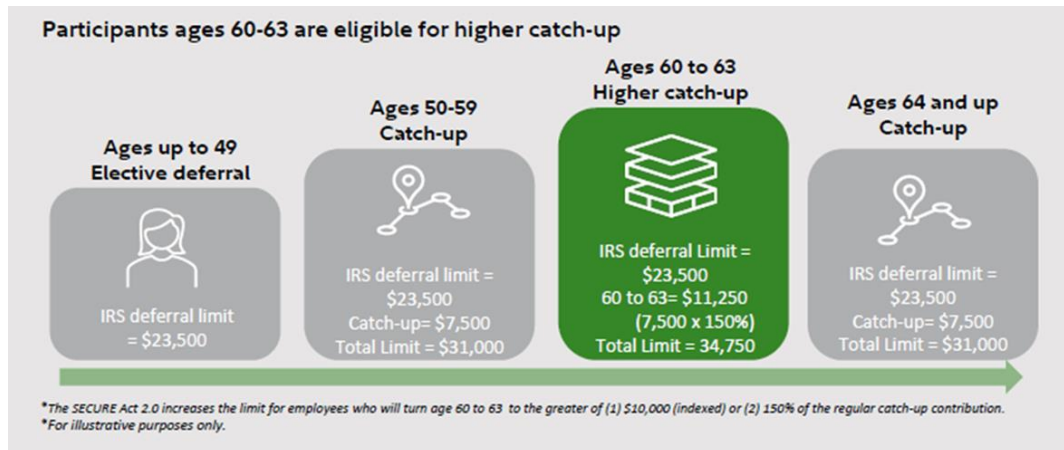 Participants ages 60-63 are eligible for higher catch-up
Ages up to 49
Elective deferral
IRS deferral limit
= $23,500
Ages 50-59
Catch-up
IRS deferral limit =
$23,500
Catch-up= $7,500
Total Limit = $31,000
Ages 60 to 63
Higher catch-up
IRS deferral Limit =
$23,500
60 to 63= $11,250
(7,500 x 150%)
Total Limit = 34,750
Ages 64 and up
Catch-up
IRS deferral limit =
$23,500
Catch-up= $7,500
Total Limit = $31,000
*The SECURE Act 2.0 increases the limit for employees who will turn age 60 to 63 to the greater of (1) $10,000 (indexed) or (2) 150% of the regular catch-up contribution.
*For illustrative purposes only.